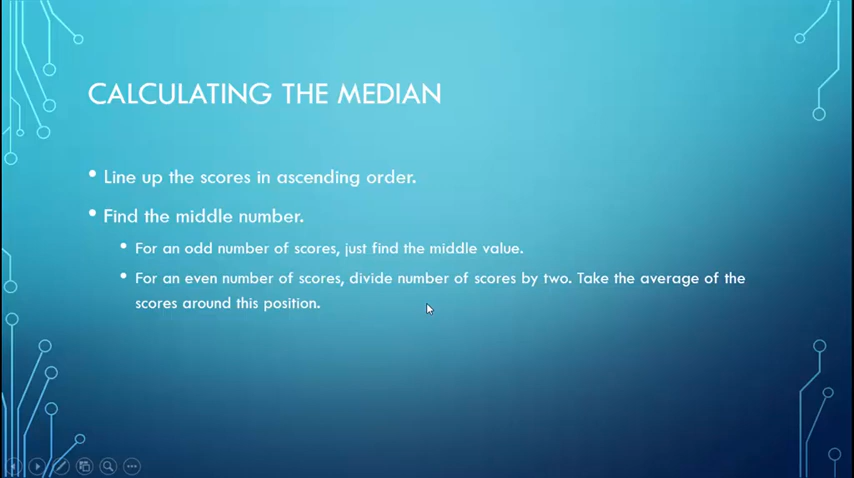 CALCULATING THE MEDIAN
• Line up the scores in ascending order.
• Find the middle number.
• For an odd number of scores, just find the middle value.
• For an even number of scores, divide number of scores by two. Take the average of the
scores around this position.